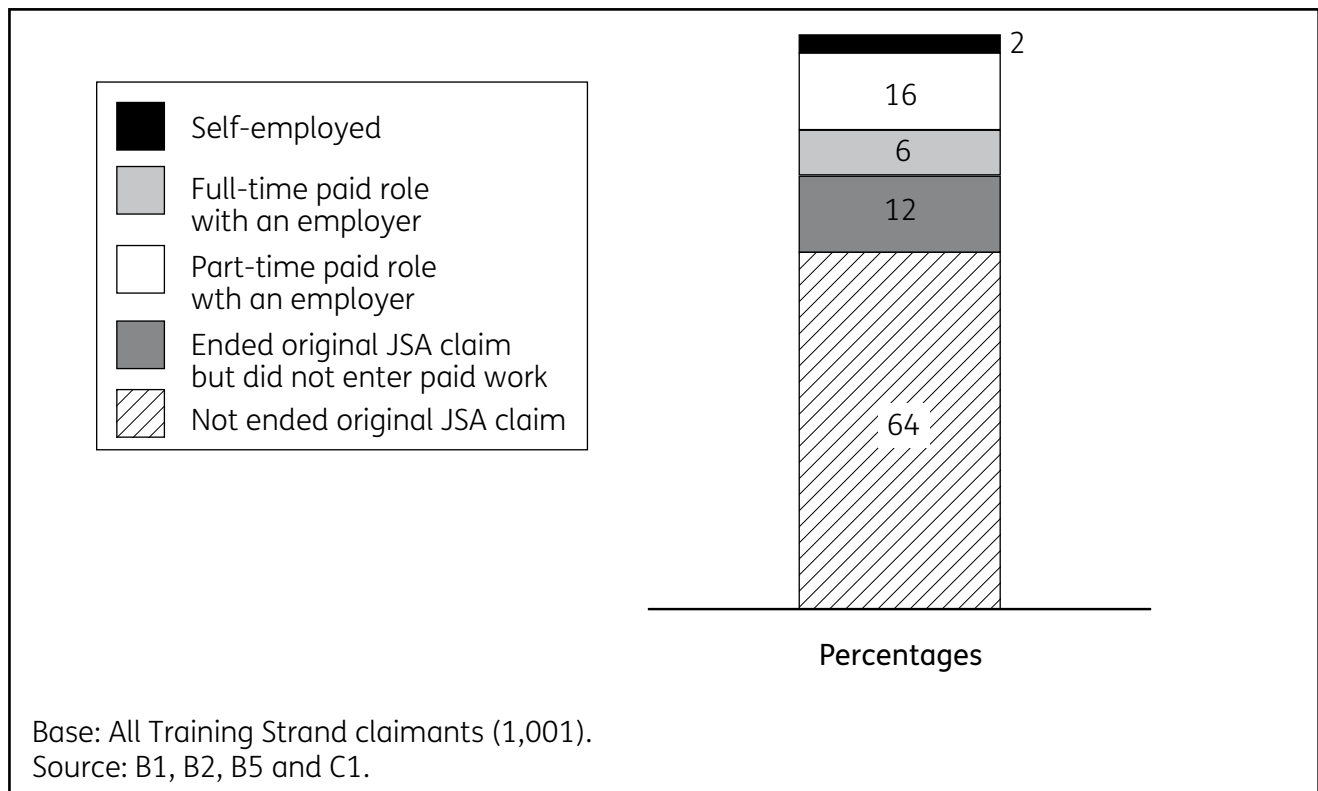 2
16
6
12
64
Self-employed
Full-time paid role
with an employer
Part-time paid role
wth an employer
Ended original JSA claim
but did not enter paid work
Not ended original JSA claim
Percentages
Base: All Training Strand claimants (1,001).
Source: B1, B2, B5 and C1.